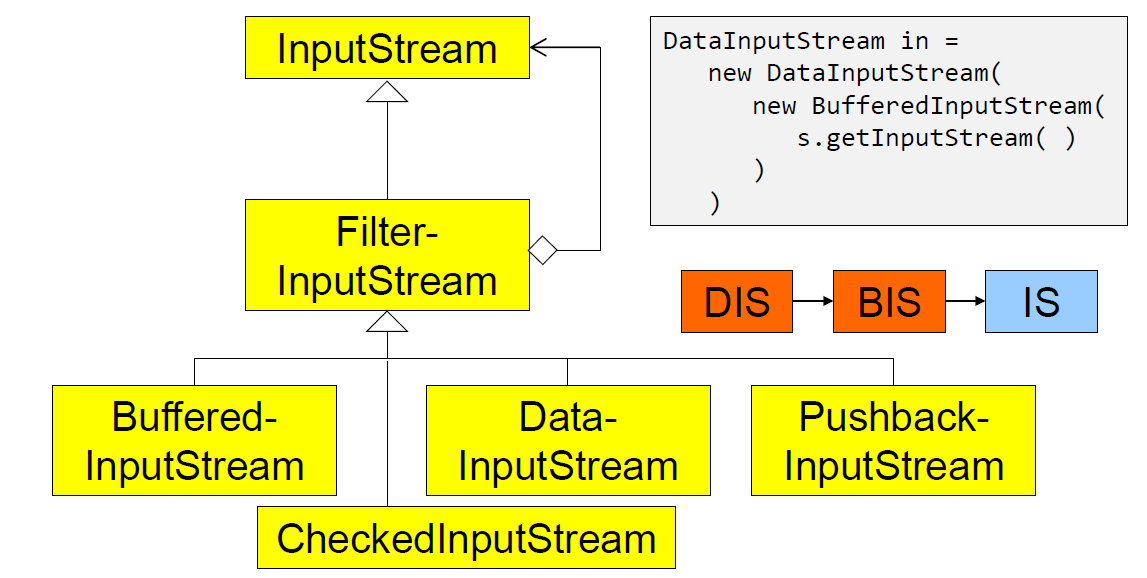 InputStream
Filter-
InputStream
Buffered-
InputStream
Data-
InputStream
Pushback-
InputStream
CheckedInputStream
DataInputStream in =
   new DataInputStream(
      new BufferedInputStream(
         s.getInputStream( )
      )
   )
DIS
BIS
IS